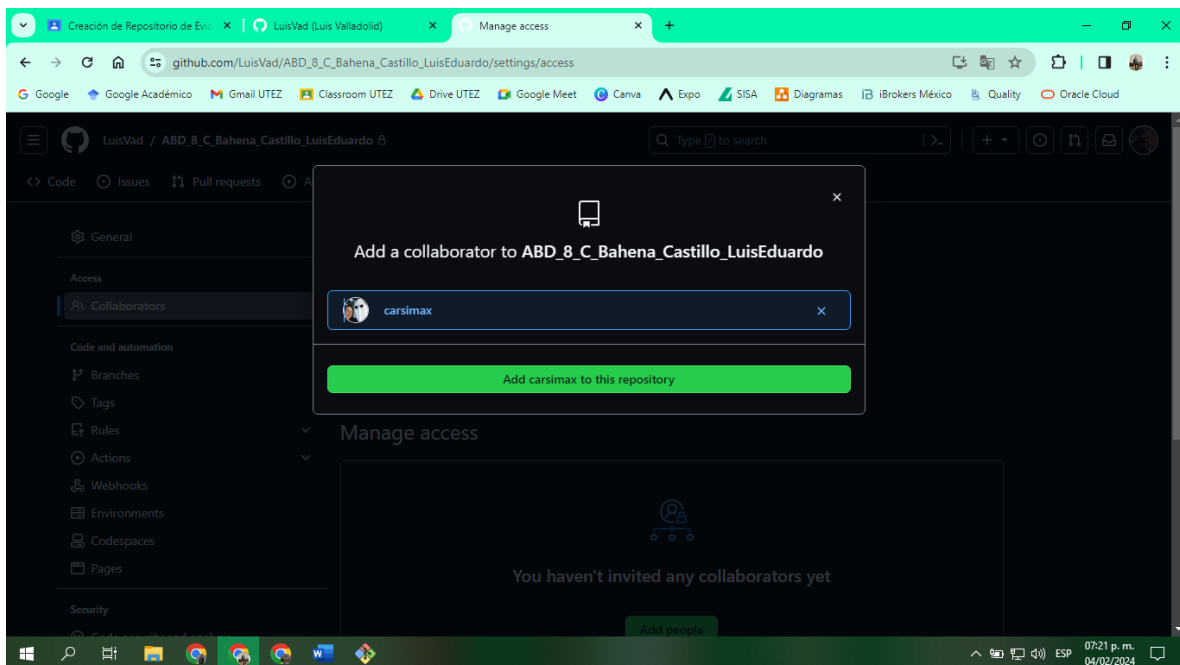 Creación de Repositorio de Evic
LuisVad (Luis Valladolid)
Manage access
github.com/LuisVad/ABD_8_C_Bahena_Castillo_LuisEduardo/settings/access
Google Google Académico Gmail UTEZ Classroom UTEZ Drive UTEZ Google Meet Canva Expo SISA Diagramas iBrokers México Quality Oracle Cloud
LuisVad / ABD_8_C_Bahena_Castillo_LuisEduardo
Type / to search
Code Issues Pull requests A
General
Access
Collaborators
Code and automation
Branches
Tags
Rules
Actions
Webhooks
Environments
Codespaces
Pages
Security
Add a collaborator to ABD_8_C_Bahena_Castillo_LuisEduardo
carsimax
Add carsimax to this repository
Manage access
You haven't invited any collaborators yet
Add people
ESP
07:21 p. m.
04/02/2024